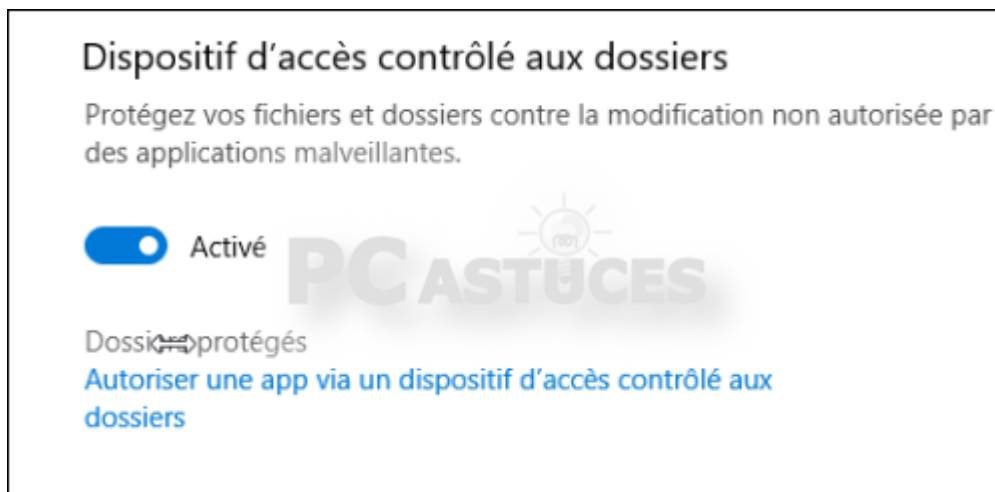 Dispositif d'accès contrôlé aux dossiers
Protégez vos fichiers et dossiers contre la modification non autorisée par
des applications malveillantes.
Activé
PC ASTUCES
Dossiers protégés
Autoriser une app via un dispositif d'accès contrôlé aux
dossiers